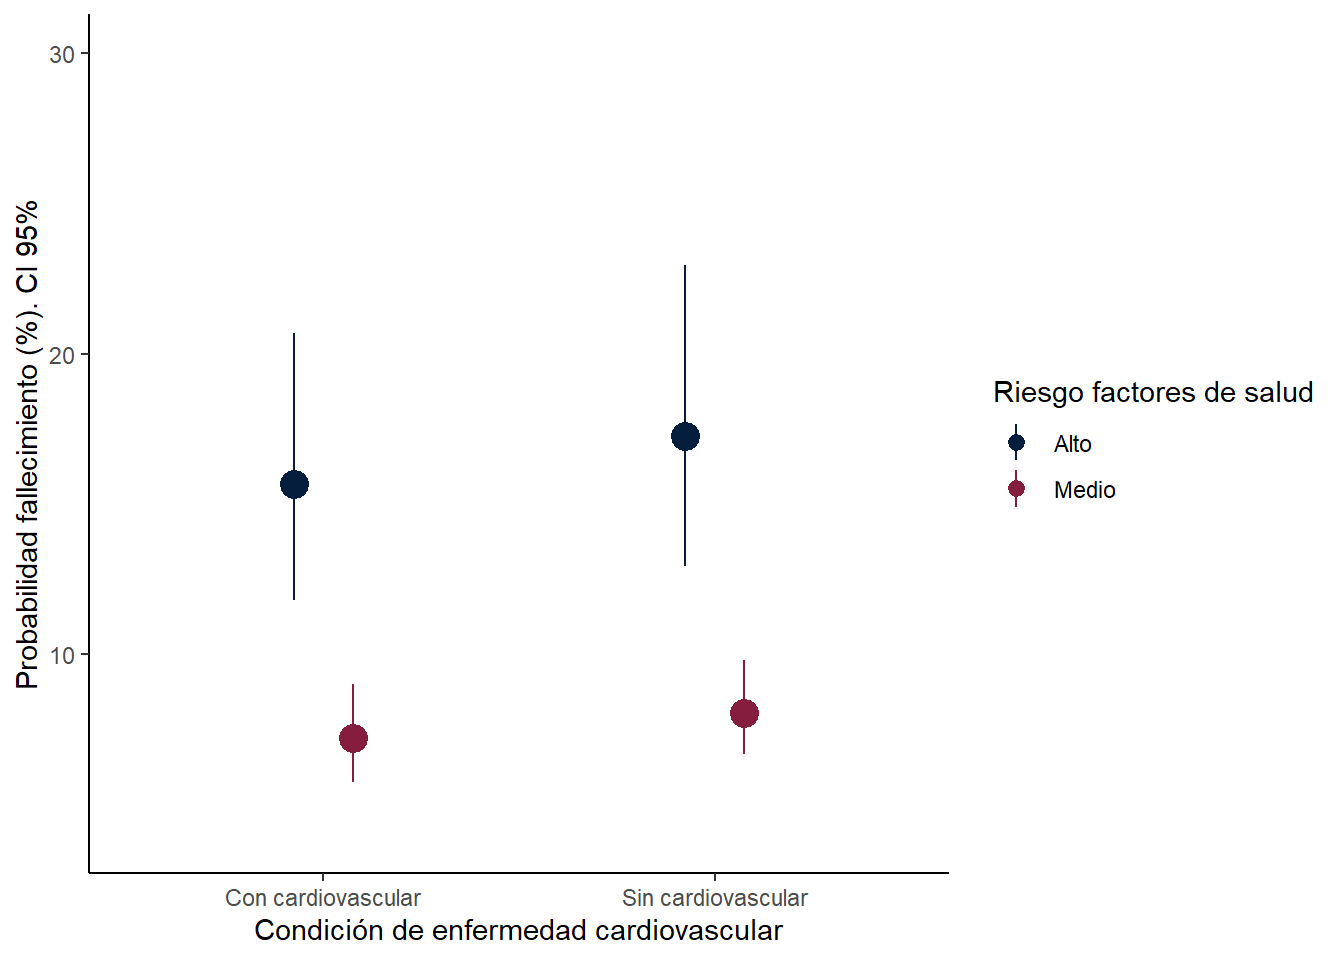 Probabilidad fallecimiento (%). CI 95%
30
20
10
Con cardiovascular
Sin cardiovascular
Condición de enfermedad cardiovascular
Riesgo factores de salud
Alto
Medio